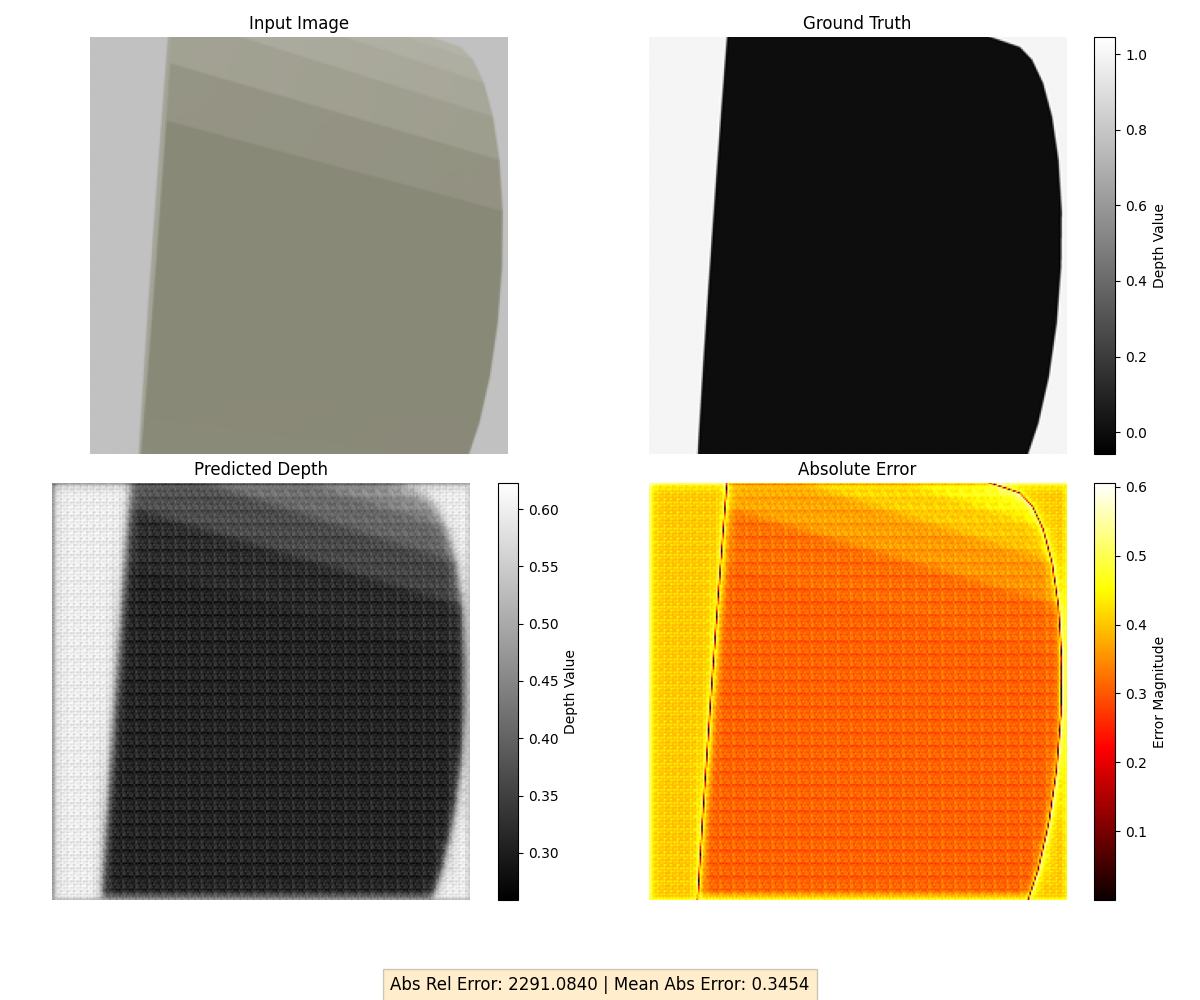 Input Image
Ground Truth
1.0
0.8
0.6
0.4
0.2
0.0
Depth Value
Predicted Depth
Absolute Error
0.60
0.55
0.50
0.45
0.40
0.35
0.30
Depth Value
0.6
0.5
0.4
0.3
0.2
0.1
Error Magnitude
Abs Rel Error: 2291.0840 | Mean Abs Error: 0.3454